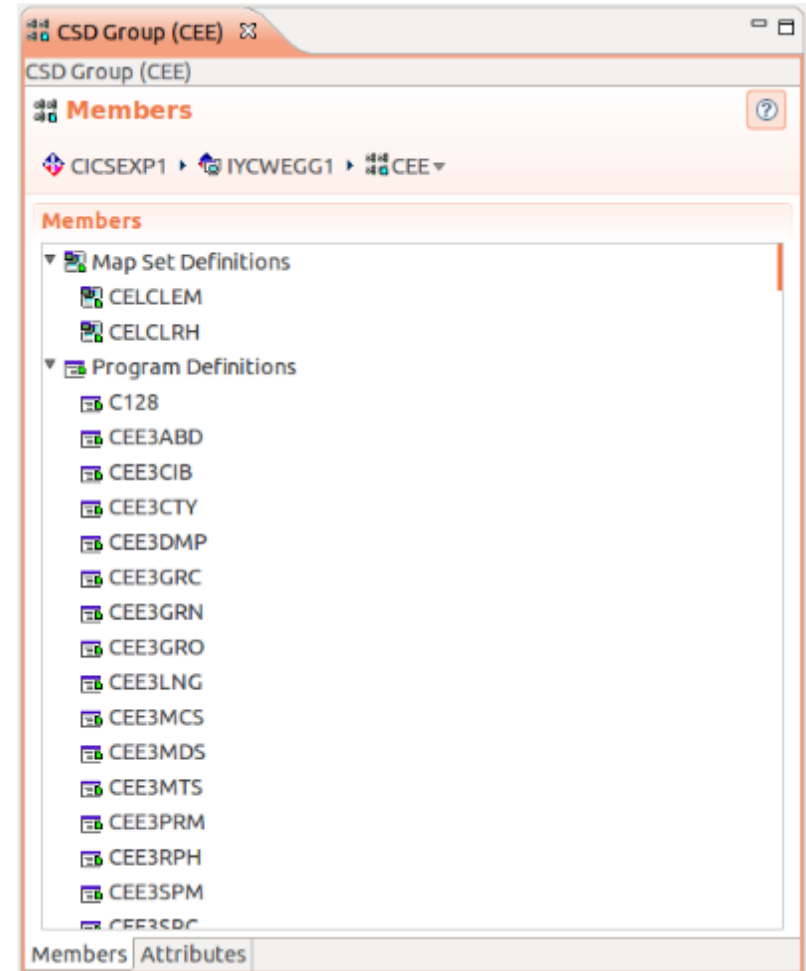 CSD Group (CEE)
CSD Group (CEE)
Members
CICSEXP1 IYCWEGG1 CEE
Members
Map Set Definitions
CELCLEM
CELCLRH
Program Definitions
C128
CEE3ABD
CEE3CIB
CEE3CTY
CEE3DMP
CEE3GRC
CEE3GRN
CEE3GRO
CEE3LNG
CEE3MCS
CEE3MDS
CEE3MTS
CEE3PRM
CEE3RPH
CEE3SPM
Members Attributes